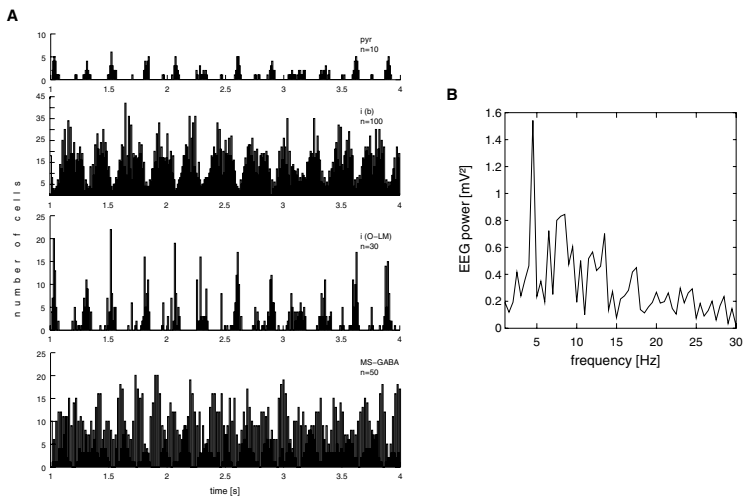 A
10
5
0
pyr
n=10
1 1.5 2 2.5 3 3.5 4
45
35
25
15
5
i (b)
n=100
1 1.5 2 2.5 3 3.5 4
25
20
15
10
5
0
i (O−LM)
n=30
1 1.5 2 2.5 3 3.5 4
25
20
15
10
5
0
MS−GABA
n=50
1 1.5 2 2.5 3 3.5 4
time [s]
number of cells
B
1.6
1.4
1.2
1
0.8
0.6
0.4
0.2
0
5 10 15 20 25 30
frequency [Hz]
EEG power [mV²]